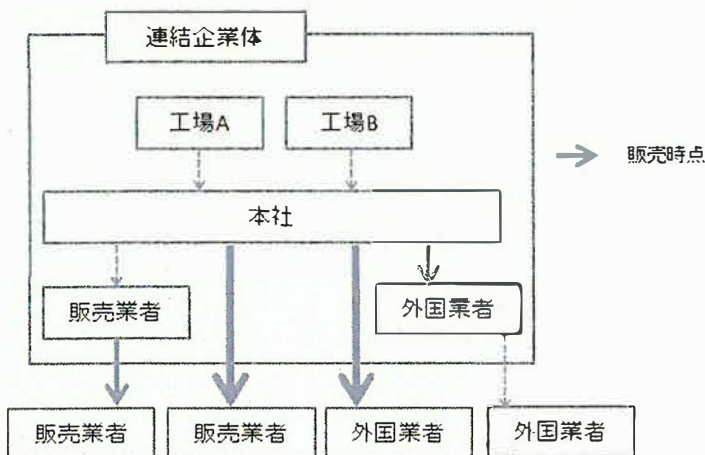 連結企業体
工場A
工場B
販売時点
本社
販売業者
外国業者
販売業者
販売業者
外国業者
外国業者